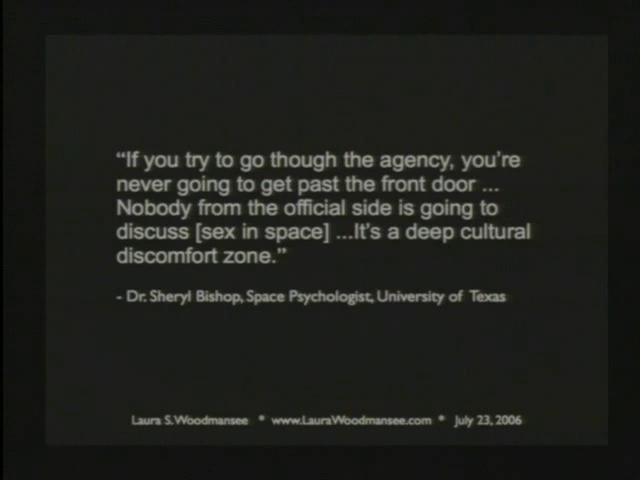 “If you try to go though the agency, you’re
never going to get past the front door ...
Nobody from the official side is going to
discuss [sex in space] ...It’s a deep cultural
discomfort zone.”
- Dr. Sheryl Bishop, Space Psychologist, University of Texas
Laura S. Woodmansee * www.LauraWoodmansee.com * July 23, 2006